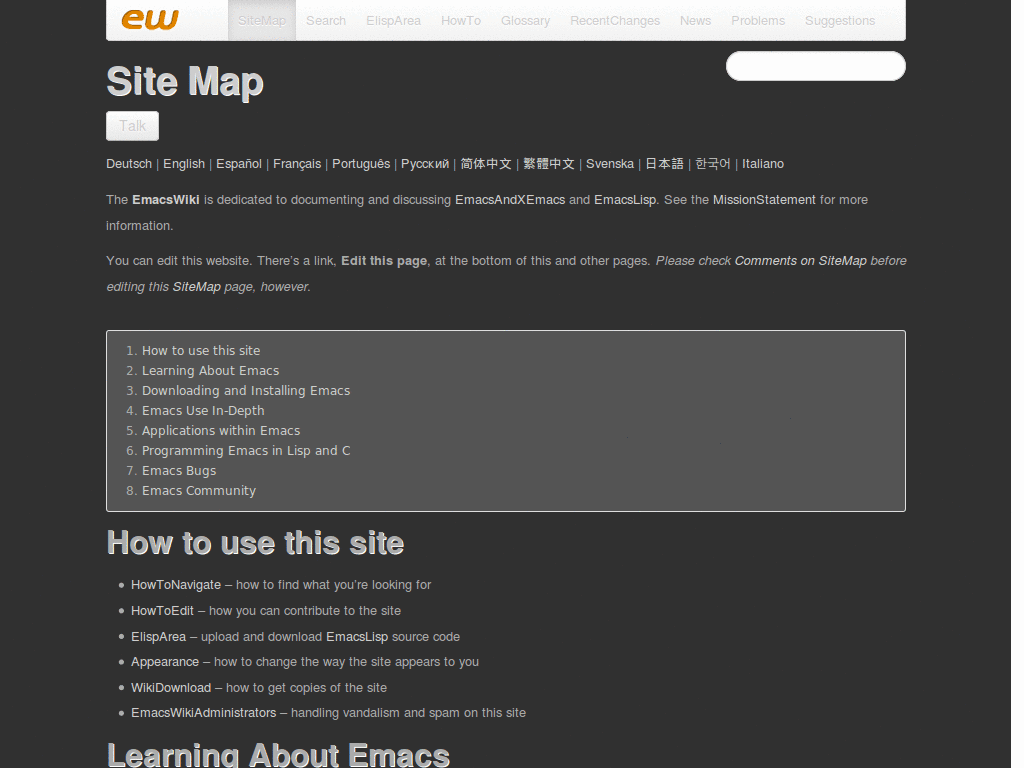 ew
SiteMap Search ElispArea HowTo Glossary RecentChanges News Problems Suggestions
Site Map
Talk
Deutsch | English | Español | Français | Português | Русский | 简体中文 | 繁體中文 | Svenska | 日本語 | 한국어 | Italiano
The EmacsWiki is dedicated to documenting and discussing EmacsAndXEmacs and EmacsLisp. See the MissionStatement for more
information.
You can edit this website. There's a link, Edit this page, at the bottom of this and other pages. Please check Comments on SiteMap before
editing this SiteMap page, however.
1. How to use this site
2. Learning About Emacs
3. Downloading and Installing Emacs
4. Emacs Use In-Depth
5. Applications within Emacs
6. Programming Emacs in Lisp and C
7. Emacs Bugs
8. Emacs Community
How to use this site
• HowToNavigate – how to find what you're looking for
• HowToEdit – how you can contribute to the site
• ElispArea – upload and download EmacsLisp source code
• Appearance – how to change the way the site appears to you
• WikiDownload – how to get copies of the site
• EmacsWikiAdministrators – handling vandalism and spam on this site
Learning About Emacs